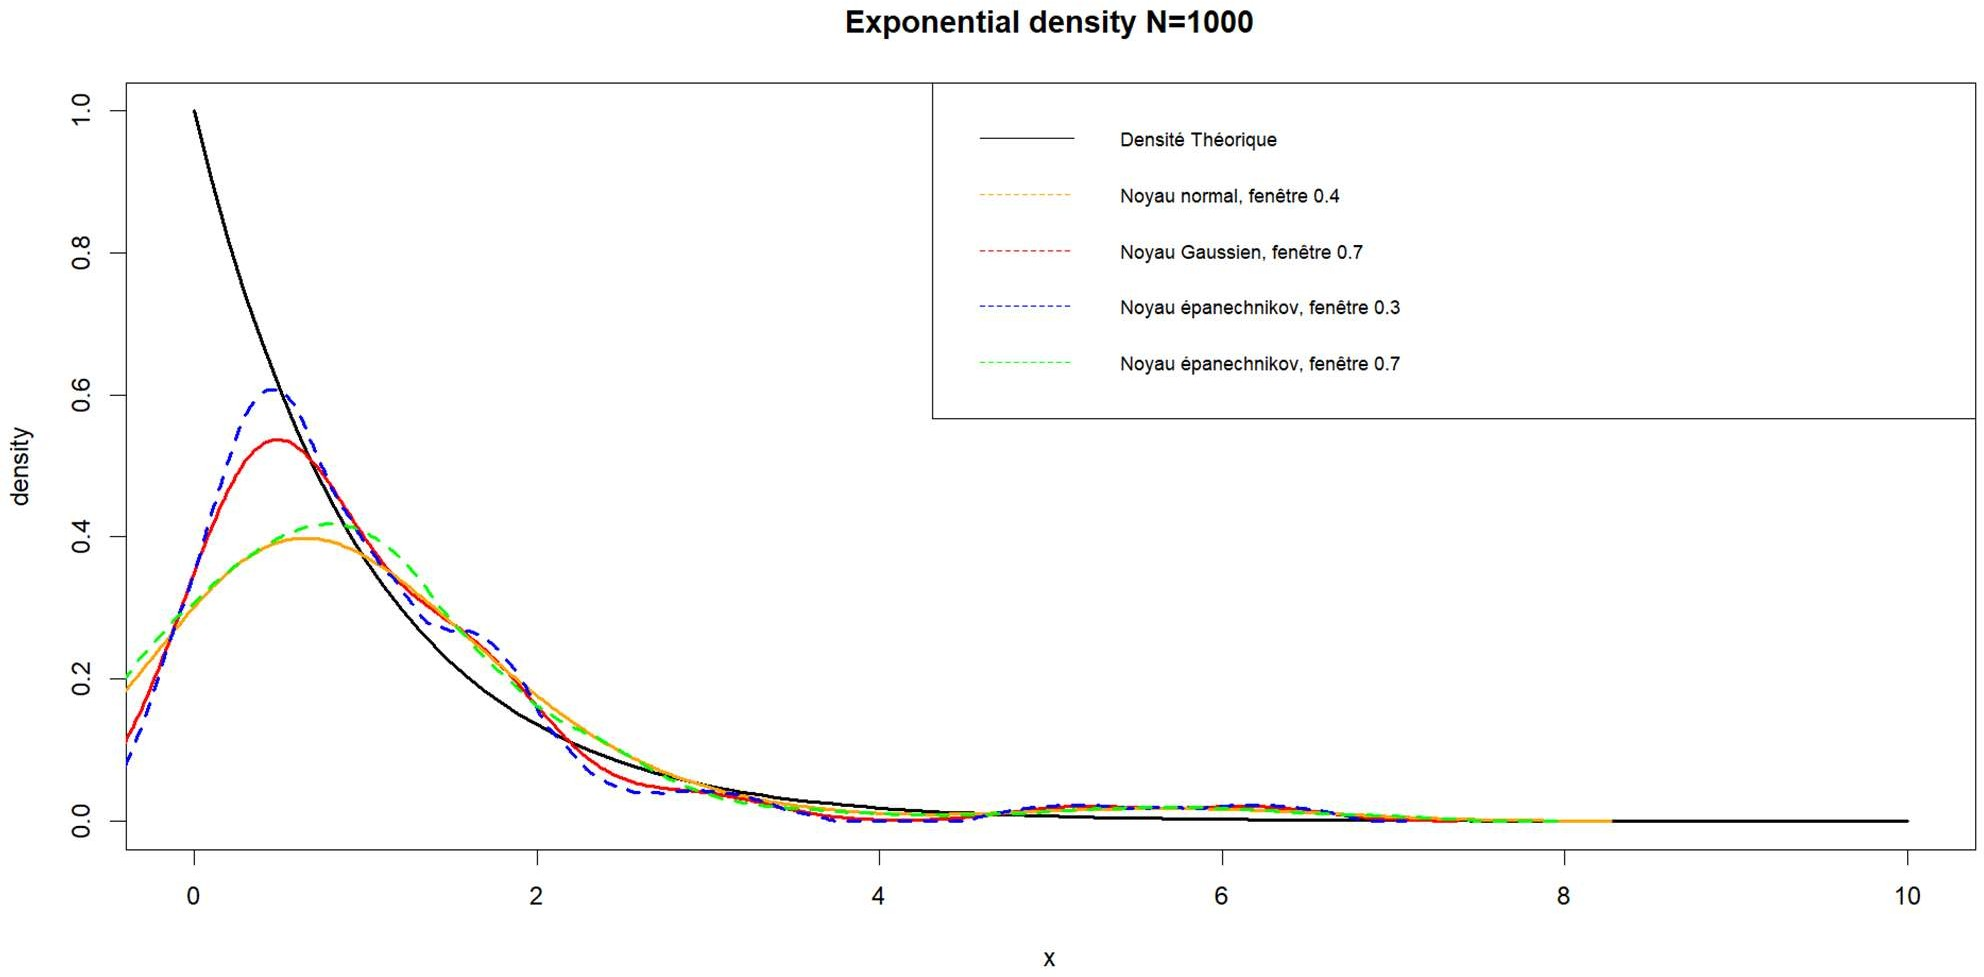 Exponential density N=1000
density
1.0
0.8
0.6
0.4
0.2
0.0
Densité Théorique
Noyau normal, fenêtre 0.4
Noyau Gaussien, fenêtre 0.7
Noyau épanechnikov, fenêtre 0.3
Noyau épanechnikov, fenêtre 0.7
0 2 4 6 8 10
x